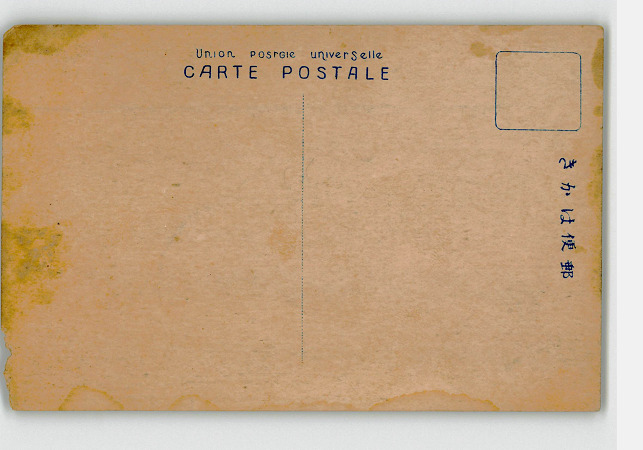 Union postale universelle
CARTE POSTALE
郵便はかき